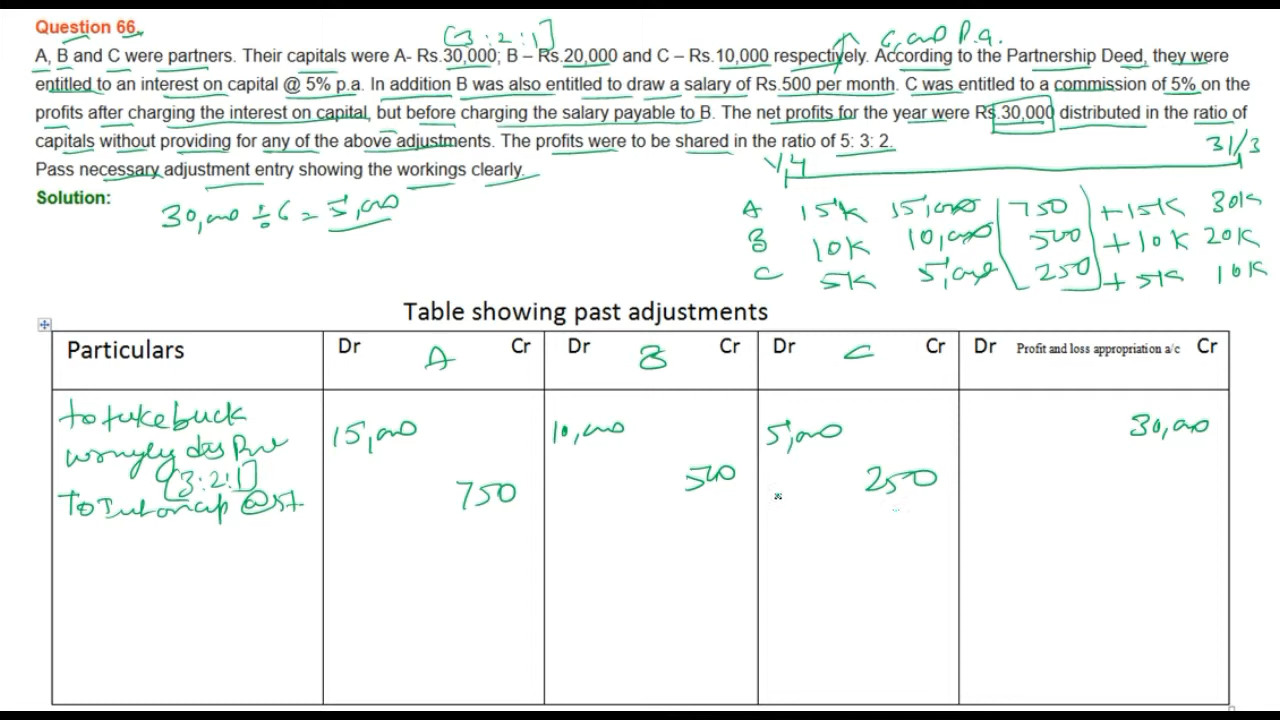 Question 66.
[3:2:1] 6,000 P.a.
A, B and C were partners. Their capitals were A- Rs.30,000; B – Rs.20,000 and C – Rs.10,000 respectively. According to the Partnership Deed, they were
entitled to an interest on capital @ 5% p.a. In addition B was also entitled to draw a salary of Rs.500 per month. C was entitled to a commission of 5% on the
profits after charging the interest on capital, but before charging the salary payable to B. The net profits for the year were Rs.30,000 distributed in the ratio of
capitals without providing for any of the above adjustments. The profits were to be shared in the ratio of 5: 3: 2.
1/4 31/3
Pass necessary adjustment entry showing the workings clearly.
Solution:
30,000 ÷ 6 = 5,000
A 15K 15,000 750 +15K 30K
B 10K 10,000 500 +10K 20K
C 5K 5,000 250 +5K 10K
Table showing past adjustments
Particulars Dr A Cr Dr B Cr Dr C Cr Dr Profit and loss appropriation a/c Cr
to take back 15,000 10,000 5,000 30,000
wrongly
[3:2:1]
To Int on cap @5% 750 500 250